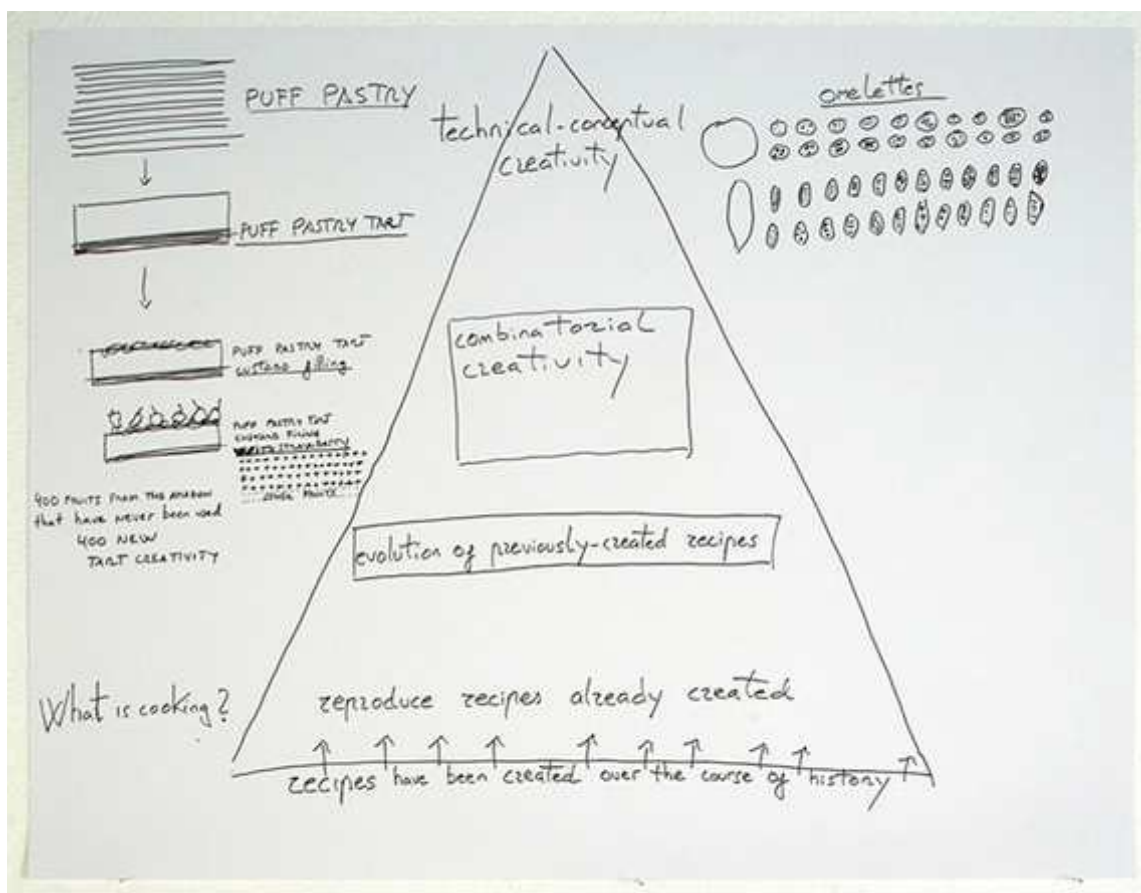 PUFF PASTRY
PUFF PASTRY TART
PUFF PASTRY TART
custard filling
PUFF PASTRY TART
CUSTARD FILLING
STRAWBERRY
FRUITS
400 FRUITS FROM THE AMAZON
that have never been used
400 NEW
TART CREATIVITY
What is cooking?
technical-conceptual
creativity
combinatorial
creativity
evolution of previously-created recipes
reproduce recipes already created
recipes have been created over the course of history
omelettes